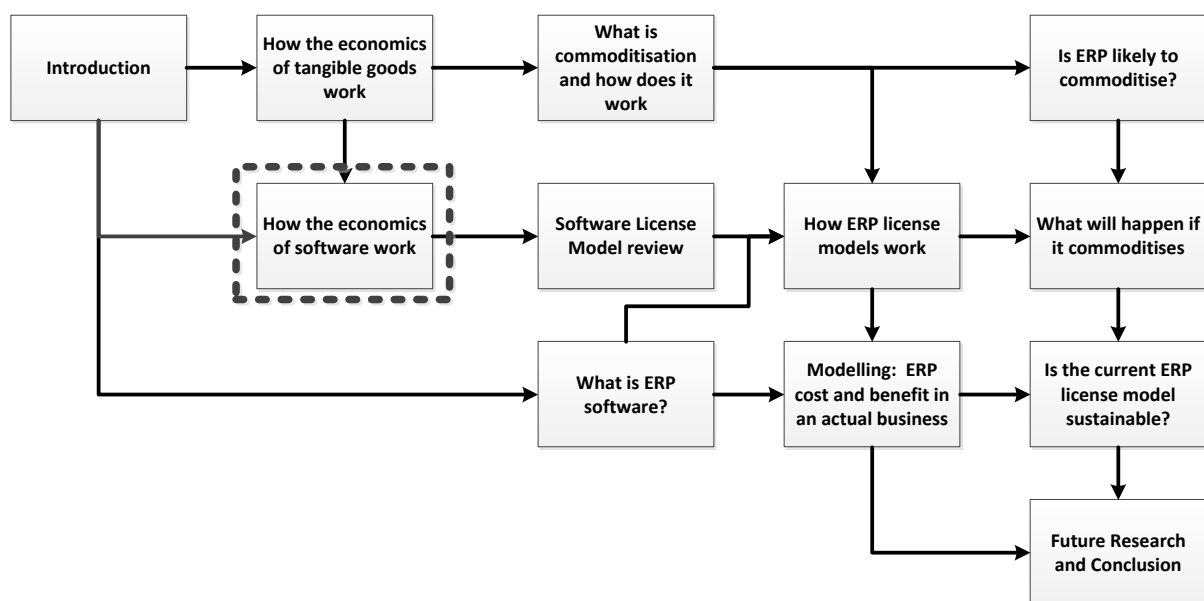 Introduction
How the economics
of tangible goods
work
What is
commoditisation
and how does it
work
Is ERP likely to
commoditise?
How the economics
of software work
Software License
Model review
How ERP license
models work
What will happen if
it commoditises
What is ERP
software?
Modelling: ERP
cost and benefit in
an actual business
Is the current ERP
license model
sustainable?
Future Research
and Conclusion